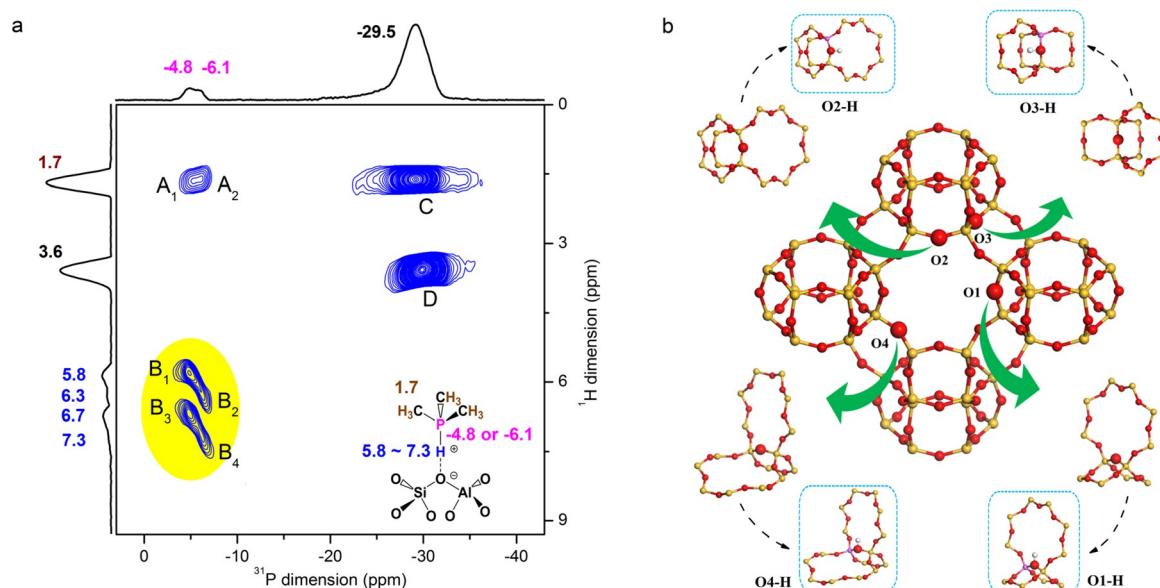 a
-29.5
-4.8 -6.1
1.7
3.6
5.8
6.3
6.7
7.3
A1
A2
C
D
B1
B2
B3
B4
0
3
6
9
1H dimension (ppm)
1.7
CH3
H3C
CH3
P
-4.8 or -6.1
5.8 ~ 7.3 H ⊕
O ⊖
O Si Al O
O O O O
0 -10 -20 -30 -40
31P dimension (ppm)
b
O2-H
O3-H
O3
O2
O1
O4
O4-H
O1-H